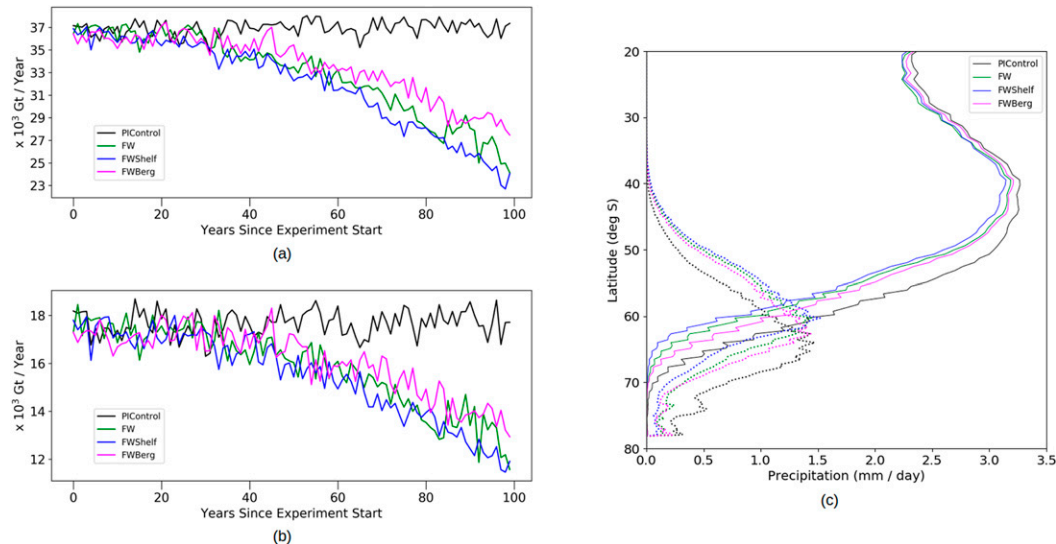 37
35
33
31
29
27
25
23
x 10³ Gt / Year
PIControl
FW
FWShelf
FWBerg
0 20 40 60 80 100
Years Since Experiment Start
(a)
18
16
14
12
x 10³ Gt / Year
PIControl
FW
FWShelf
FWBerg
0 20 40 60 80 100
Years Since Experiment Start
(b)
20
30
40
50
60
70
80
Latitude (deg S)
PIControl
FW
FWShelf
FWBerg
0.0 0.5 1.0 1.5 2.0 2.5 3.0 3.5
Precipitation (mm / day)
(c)